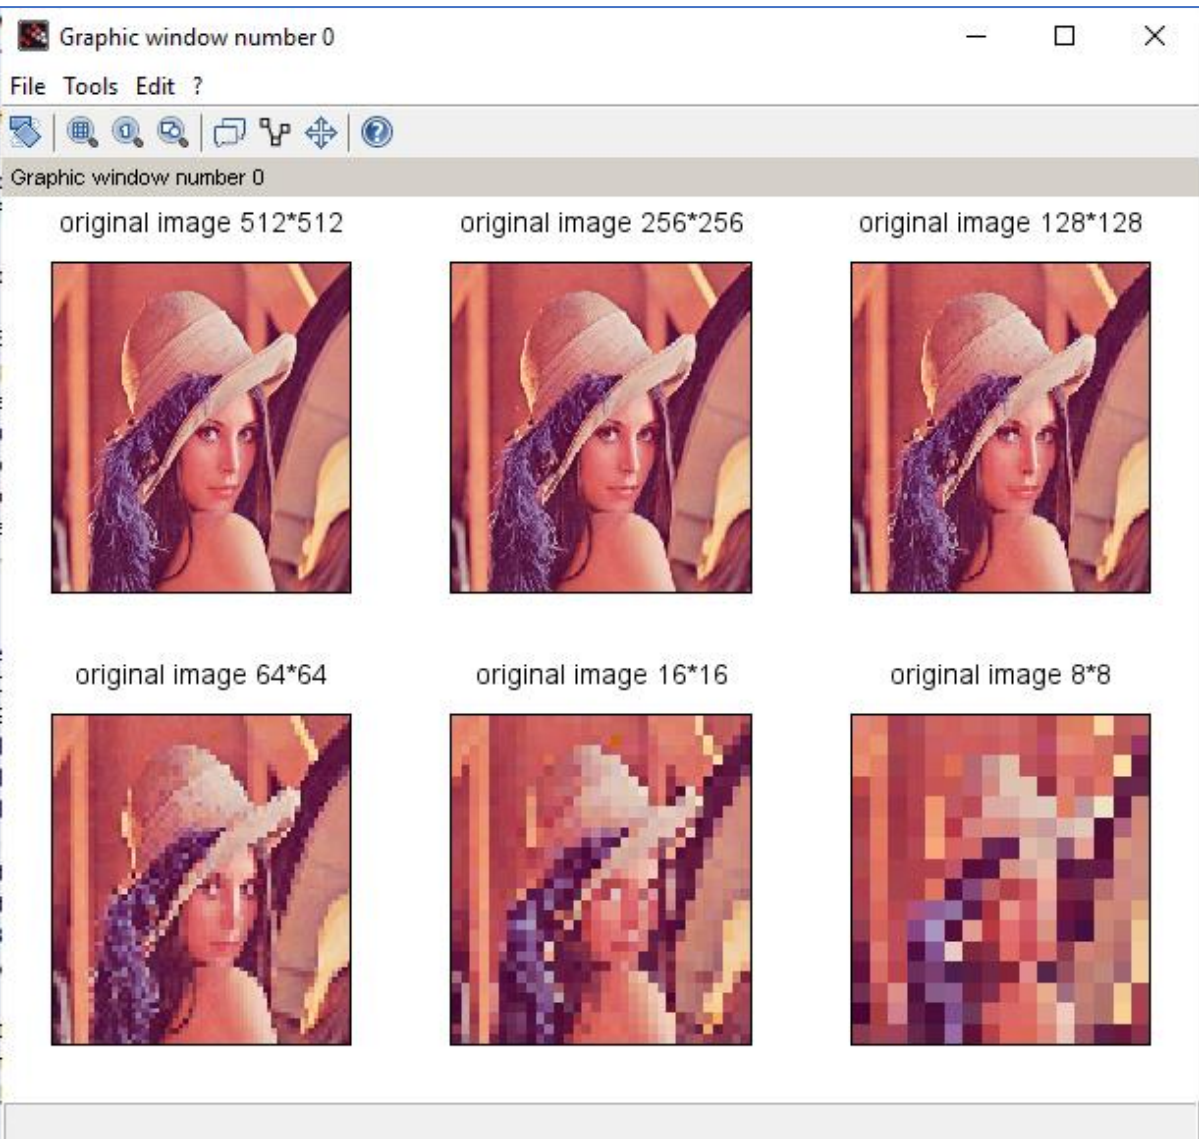 Graphic window number 0
File Tools Edit ?
Graphic window number 0
original image 512*512 original image 256*256 original image 128*128
original image 64*64 original image 16*16 original image 8*8